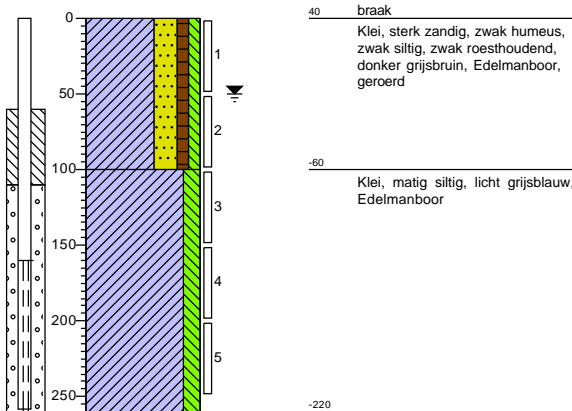 0
50
100
150
200
250
1
2
3
4
5
40
braak
Klei, sterk zandig, zwak humeus,
zwak siltig, zwak roesthoudend,
donker grijsbruin, Edelmanboor,
geroerd
-60
Klei, matig siltig, licht grijsblauw,
Edelmanboor
-220